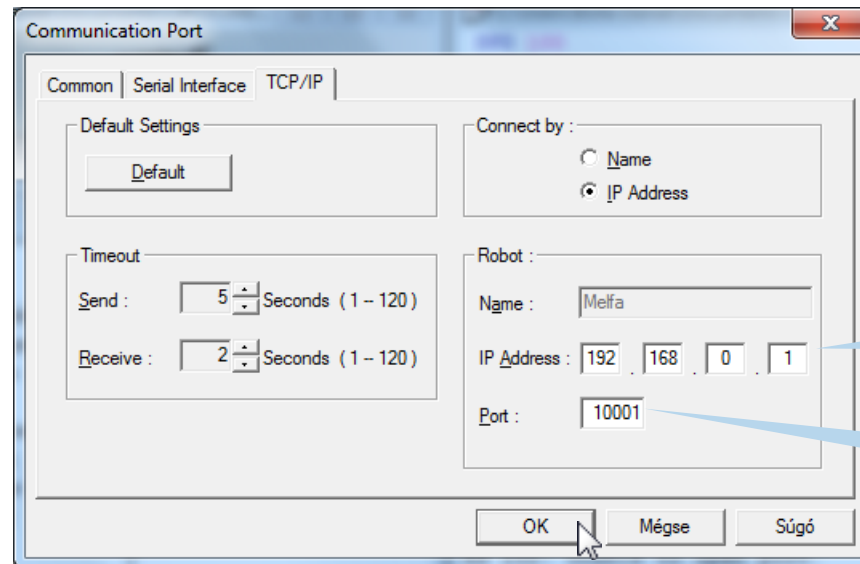 Communication Port
Common Serial Interface TCP/IP
Default Settings
Default
Connect by :
Name
IP Address
Timeout
Send : 5 Seconds ( 1 -- 120 )
Receive : 2 Seconds ( 1 -- 120 )
Robot :
Name : Melfa
IP Address : 192 . 168 . 0 . 1
Port : 10001
OK Mégse Súgó